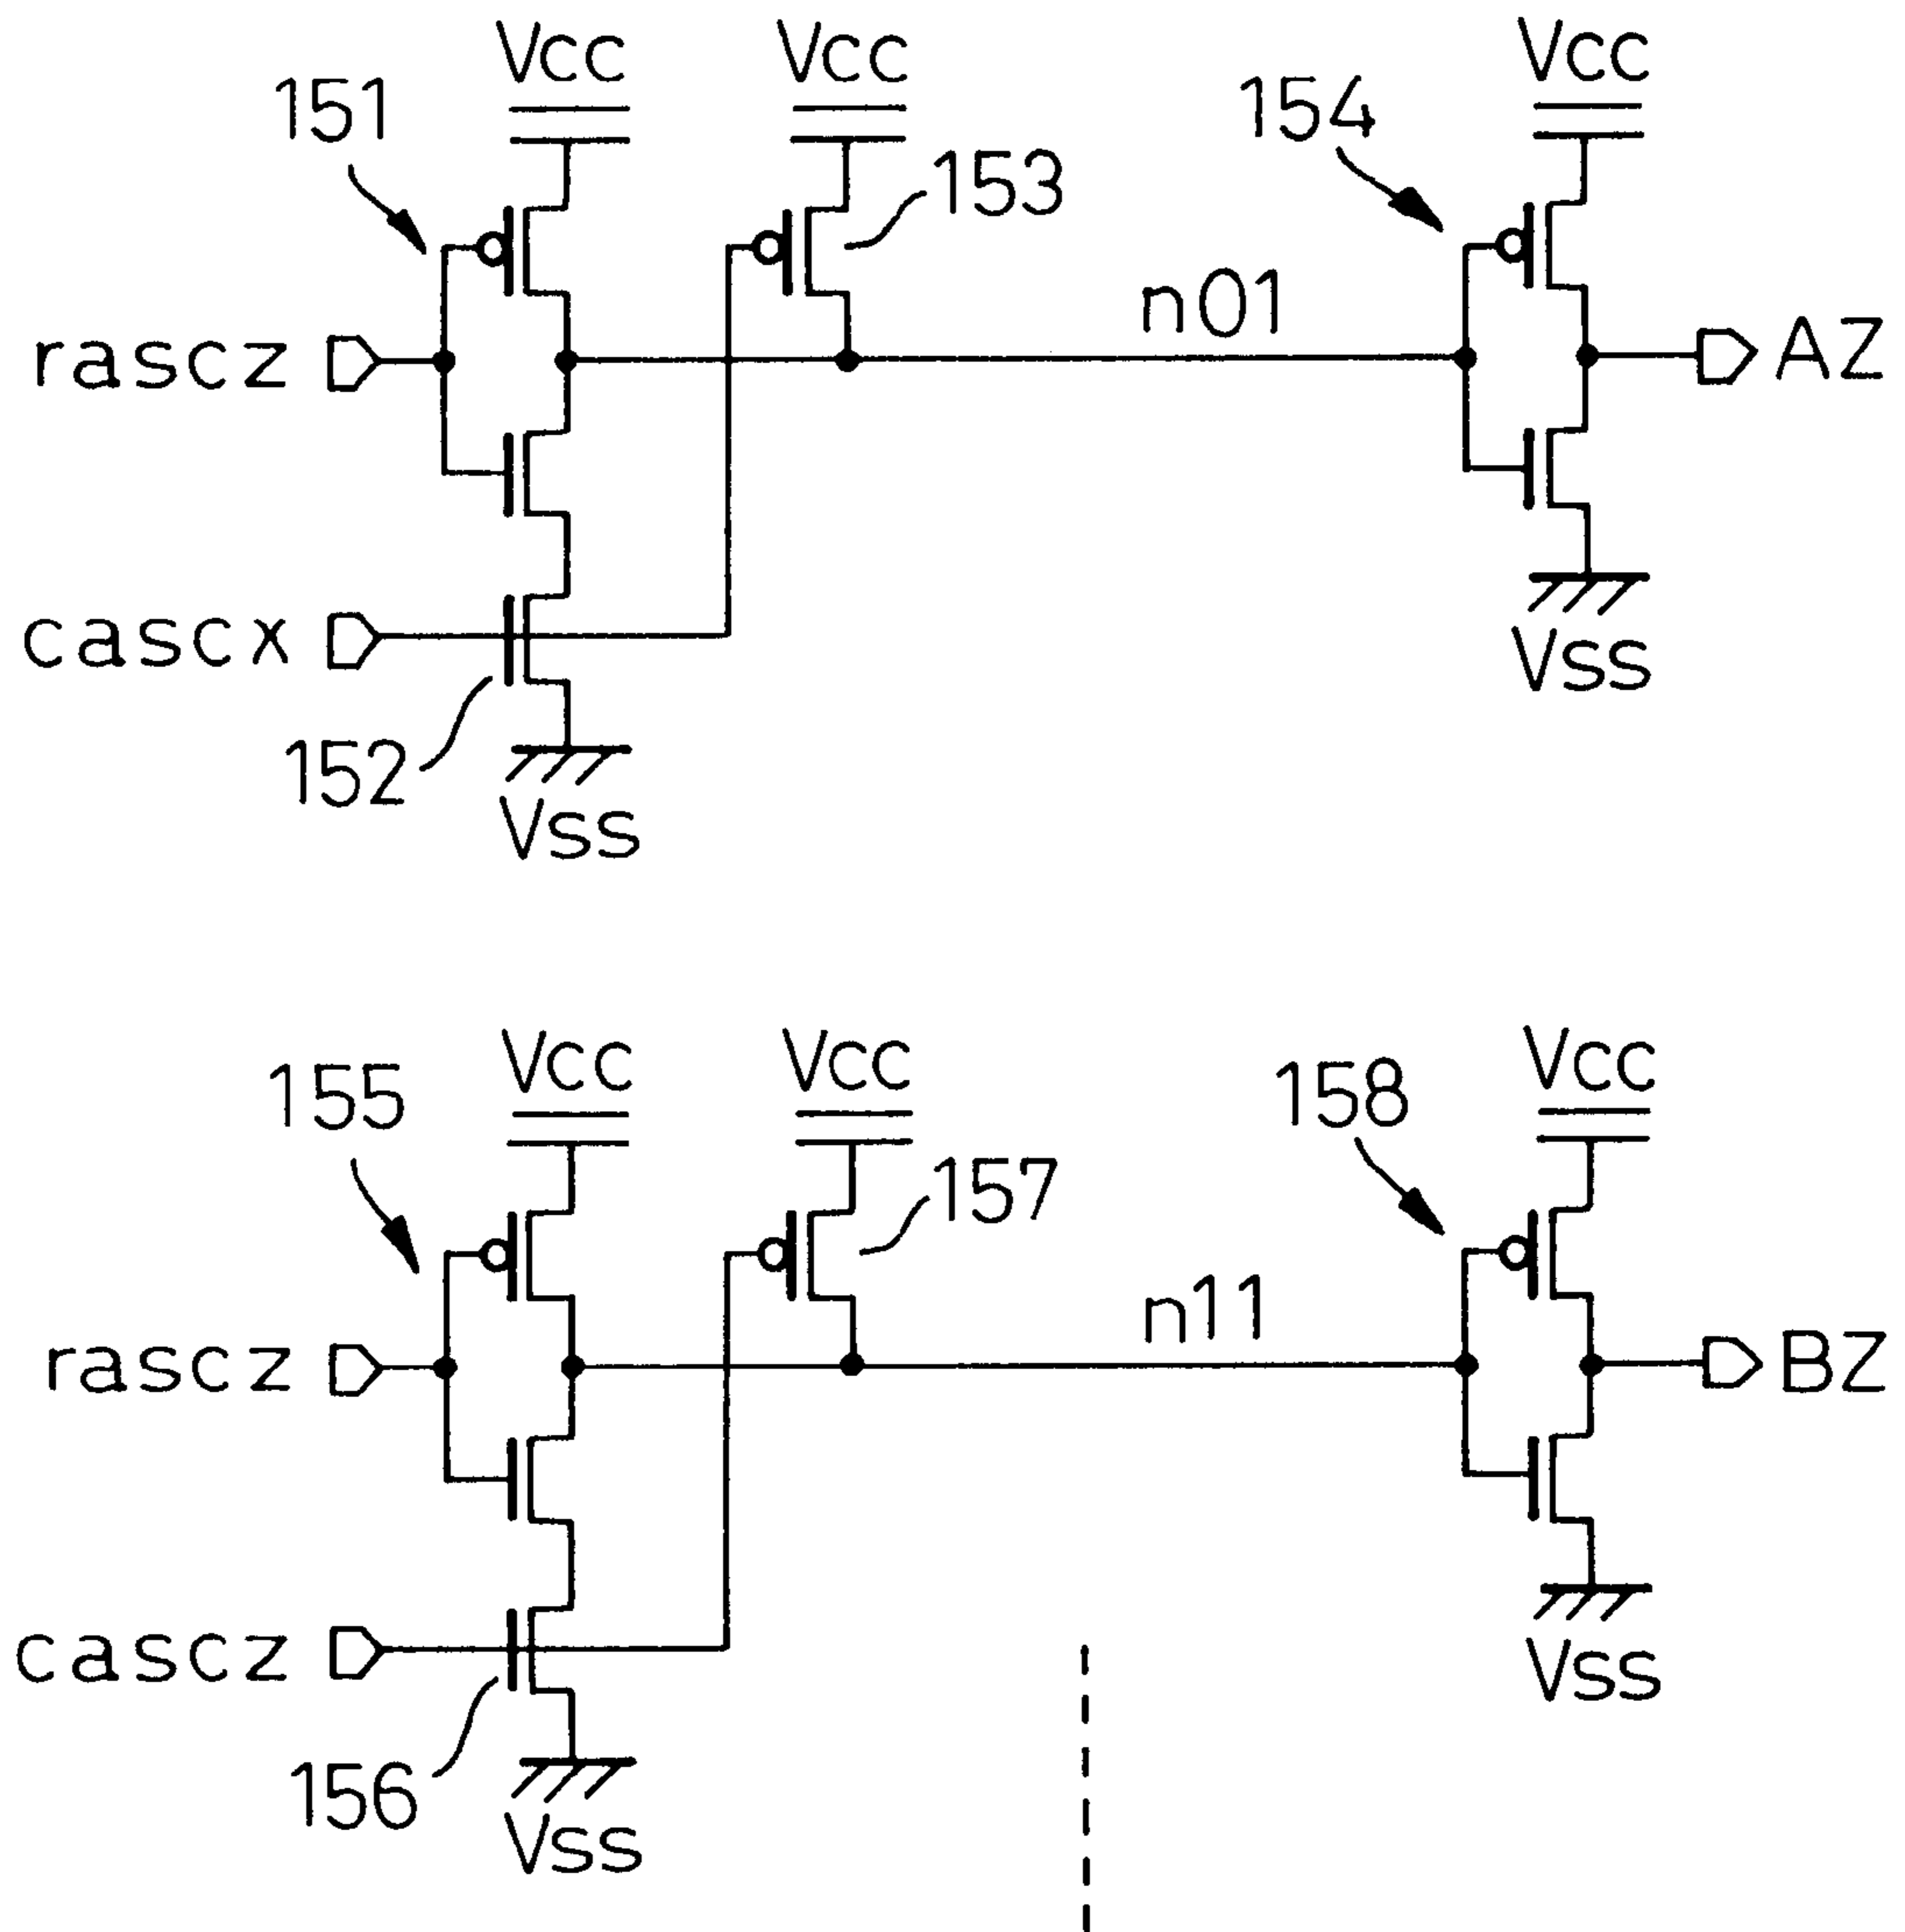 Vcc
Vcc
Vcc
151
153
154
n01
rascz
AZ
cascx
Vss
152
Vss
Vcc
Vcc
Vcc
155
157
158
n11
rascz
BZ
cascz
Vss
156
Vss